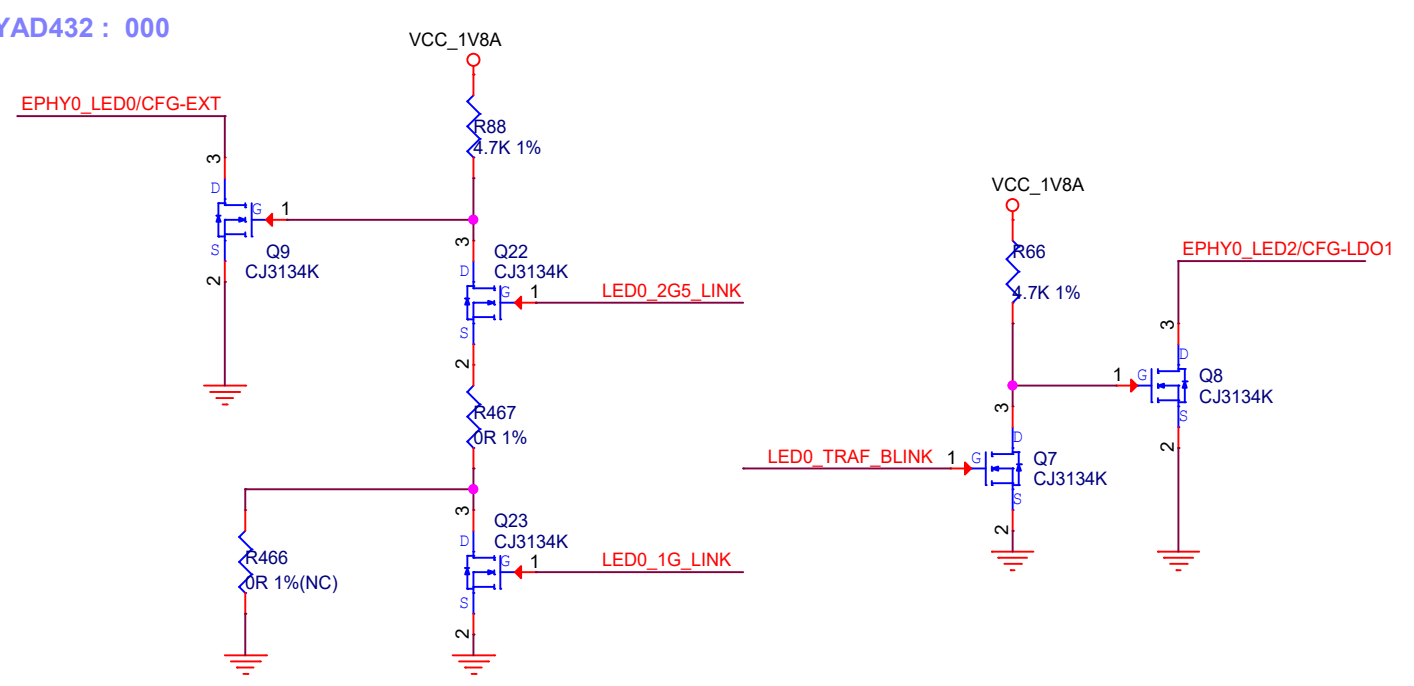 YAD432 : 000
VCC_1V8A
EPHY0_LED0/CFG-EXT
R88
4.7K 1%
3
D
G
1
S
2
Q9
CJ3134K
3
D
G
1
S
2
Q22
CJ3134K
LED0_2G5_LINK
R467
0R 1%
R466
0R 1%(NC)
3
D
G
1
S
2
Q23
CJ3134K
LED0_1G_LINK
VCC_1V8A
R66
4.7K 1%
EPHY0_LED2/CFG-LDO1
3
D
1
G
S
2
Q8
CJ3134K
LED0_TRAF_BLINK
1
G
3
D
S
2
Q7
CJ3134K